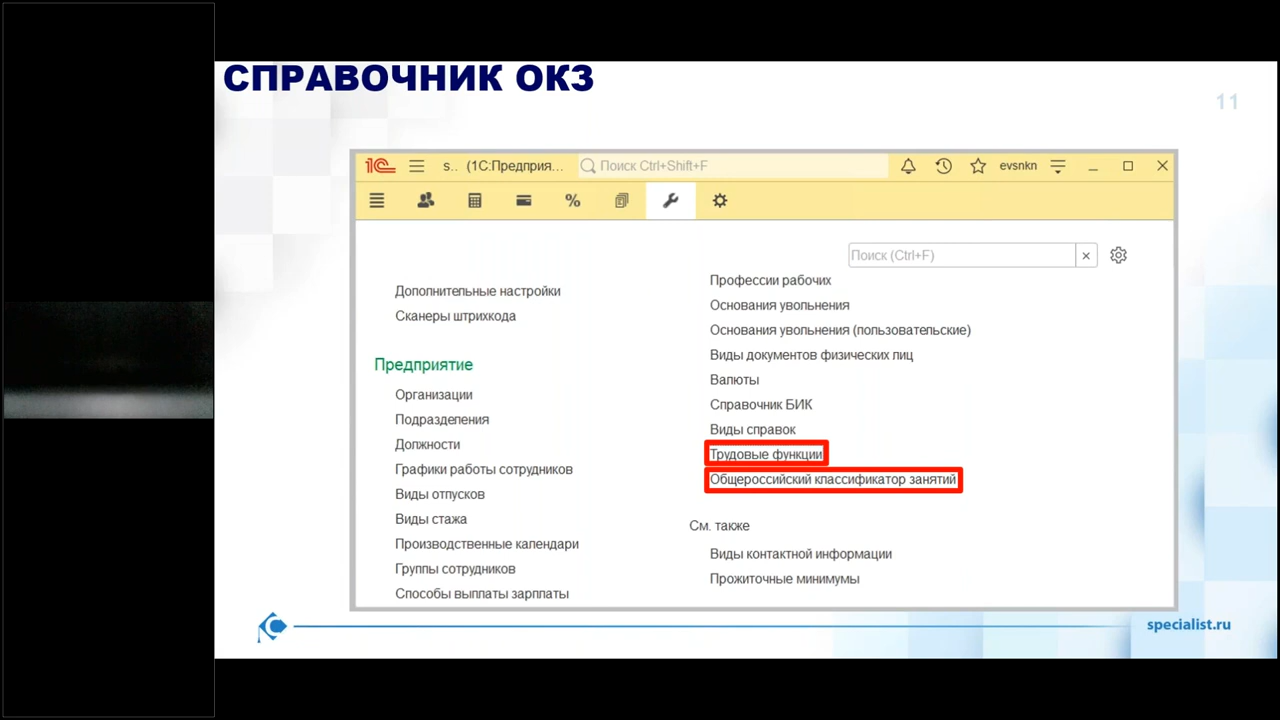 СПРАВОЧНИК ОКЗ
11
1С s.. (1С:Предприя... Поиск Ctrl+Shift+F evsnkn
Поиск (Ctrl+F)
Дополнительные настройки
Сканеры штрихкода
Предприятие
Организации
Подразделения
Должности
Графики работы сотрудников
Виды отпусков
Виды стажа
Производственные календари
Группы сотрудников
Способы выплаты зарплаты
Профессии рабочих
Основания увольнения
Основания увольнения (пользовательские)
Виды документов физических лиц
Валюты
Справочник БИК
Виды справок
Трудовые функции
Общероссийский классификатор занятий
См. также
Виды контактной информации
Прожиточные минимумы
specialist.ru